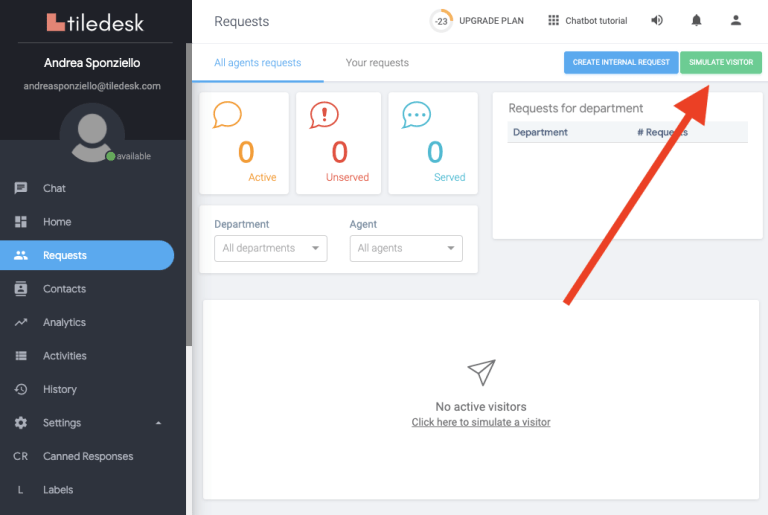 tiledesk
Andrea Sponziello
andreasponziello@tiledesk.com
available
Chat
Home
Requests
Contacts
Analytics
Activities
History
Settings
CR Canned Responses
L Labels
Requests
-23 UPGRADE PLAN
Chatbot tutorial
All agents requests
Your requests
CREATE INTERNAL REQUEST
SIMULATE VISITOR
0
Active
0
Unserved
0
Served
Requests for department
Department # Requests
Department
All departments
Agent
All agents
No active visitors
Click here to simulate a visitor